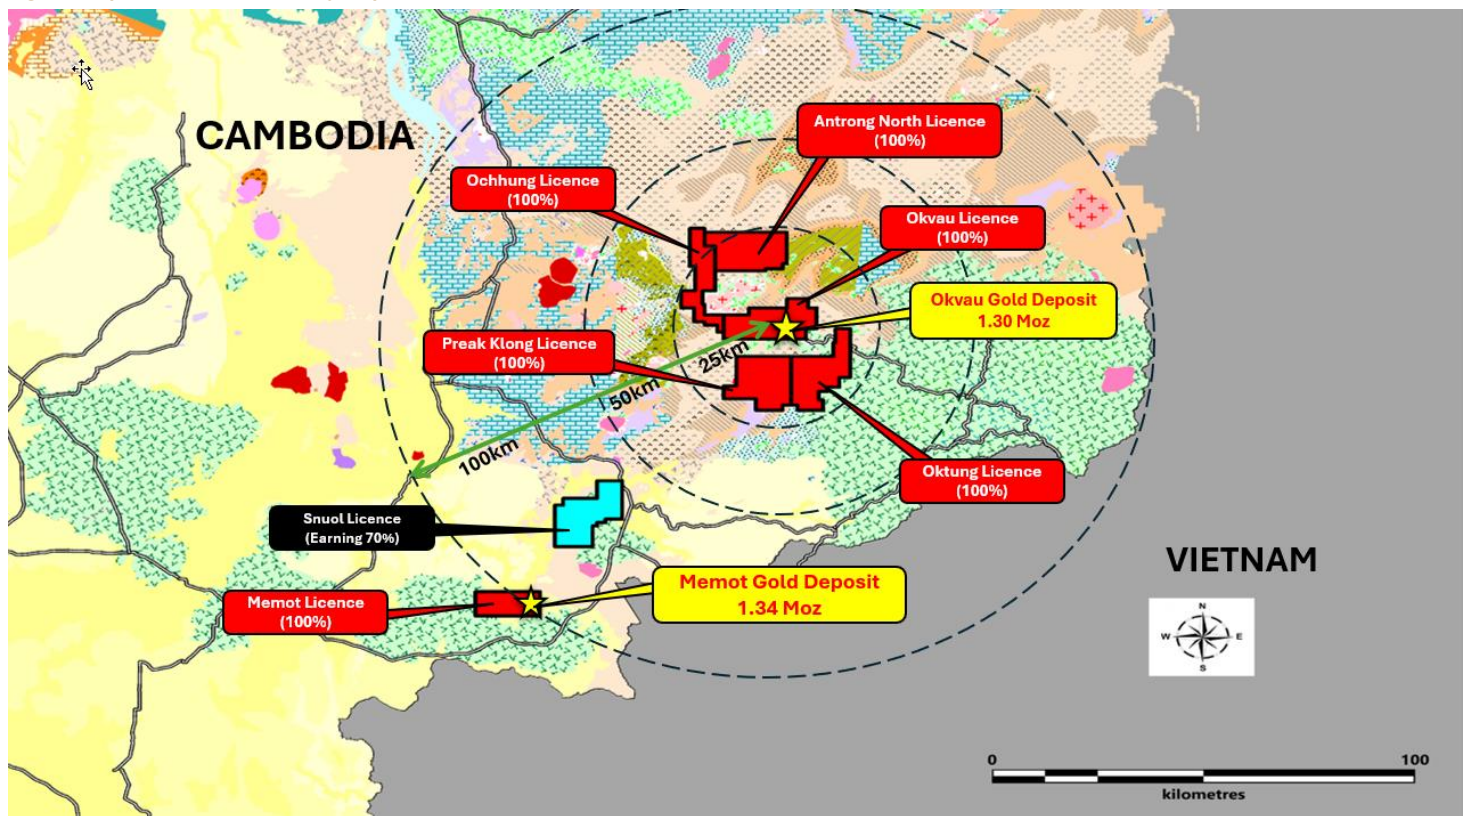 CAMBODIA
Antrong North Licence
(100%)
Ochhung Licence
(100%)
Okvau Licence
(100%)
Okvau Gold Deposit
1.30 Moz
Preak Klong Licence
(100%)
25km
50km
100km
Oktung Licence
(100%)
Snuol Licence
(Earning 70%)
VIETNAM
Memot Gold Deposit
1.34 Moz
Memot Licence
(100%)
N
W
E
S
0
100
kilometres